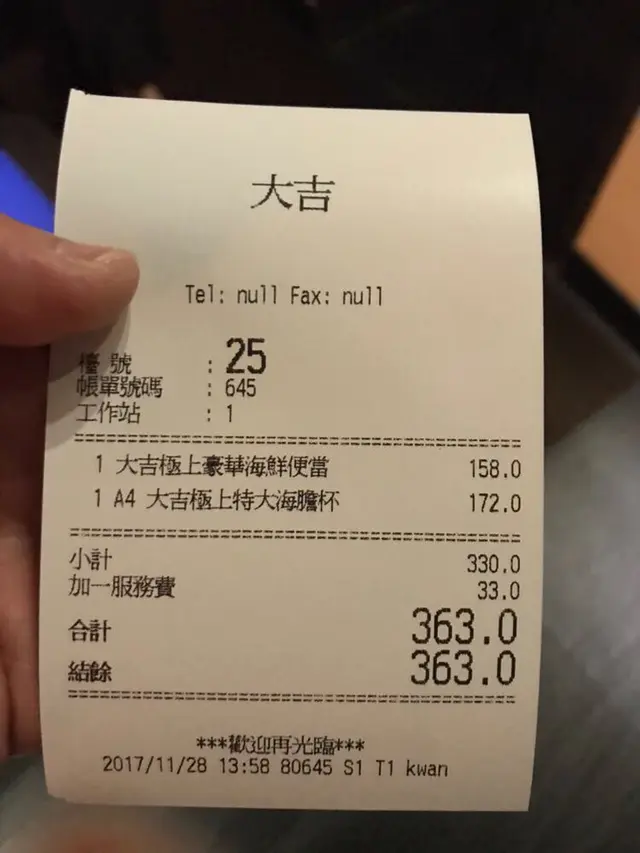 大吉
Tel: null Fax: null
檯 號 : 25
帳單號碼 : 645
工作站 : 1
1 大吉極上豪華海鮮便當 158.0
1 A4 大吉極上特大海膽杯 172.0
小計 330.0
加一服務費 33.0
合計 363.0
結餘 363.0
***歡迎再光臨***
2017/11/28 13:58 80645 S1 T1 kwan